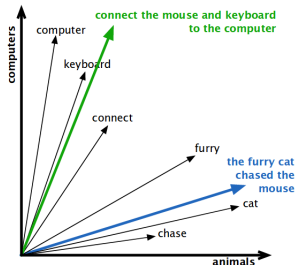 connect the mouse and keyboard
to the computer
computer
keyboard
connect
furry
the furry cat
chased the
mouse
cat
chase
computers
animals